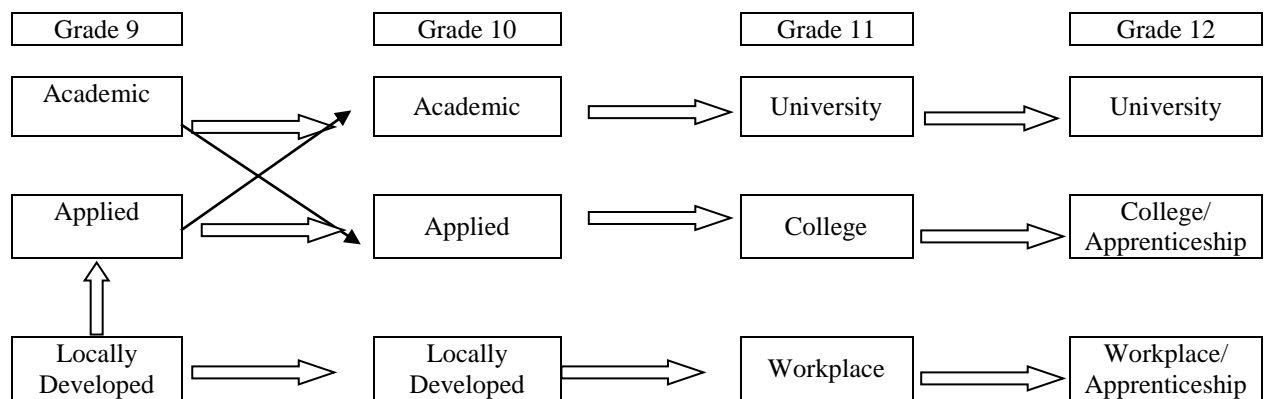 Grade 9
Grade 10
Grade 11
Grade 12
Academic
Academic
University
University
Applied
Applied
College
College/
Apprenticeship
Locally
Developed
Locally
Developed
Workplace
Workplace/
Apprenticeship